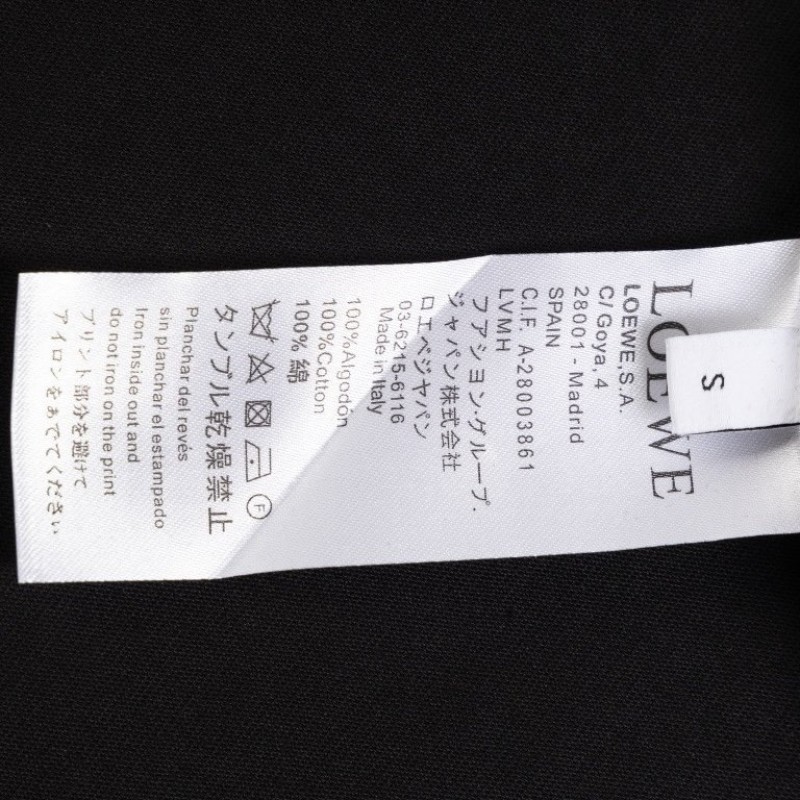 LOEWE
S
LOEWE,S.A.
C/Goya, 4
28001 - Madrid
SPAIN
C.I.F. A-28003861
LVMH
ファション.グループ.
ジャパン株式会社
ロエベジャパン
03-6215-6116
Made in Italy
100%Algodón
100%Cotton
100% 綿
F
タンブル乾燥禁止
Planchar del revés
sin planchar el estampado
Iron inside out and
do not iron on the print
プリント部分を避けて
アイロンをあでてください